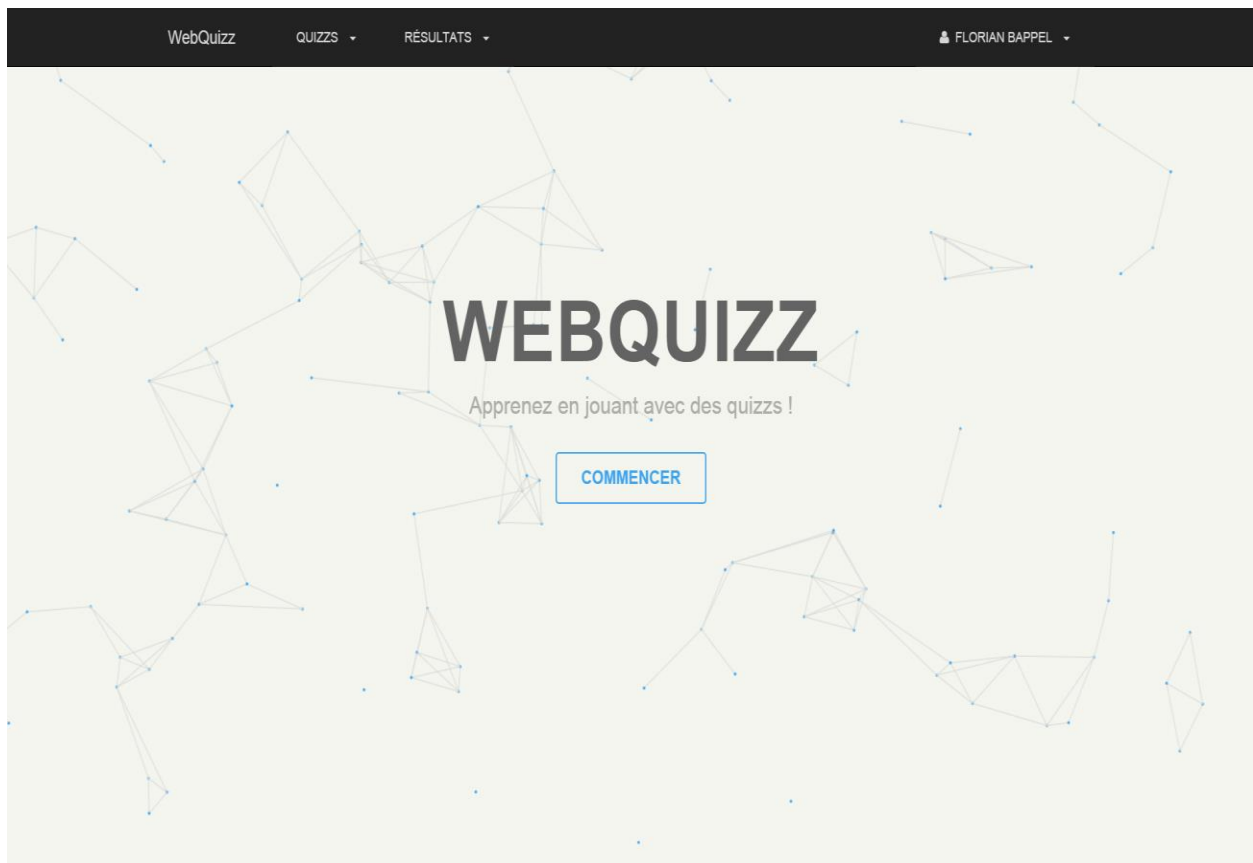 WebQuizz QUIZZS RÉSULTATS FLORIAN BAPPEL
WEBQUIZZ
Apprenez en jouant avec des quizzs !
COMMENCER